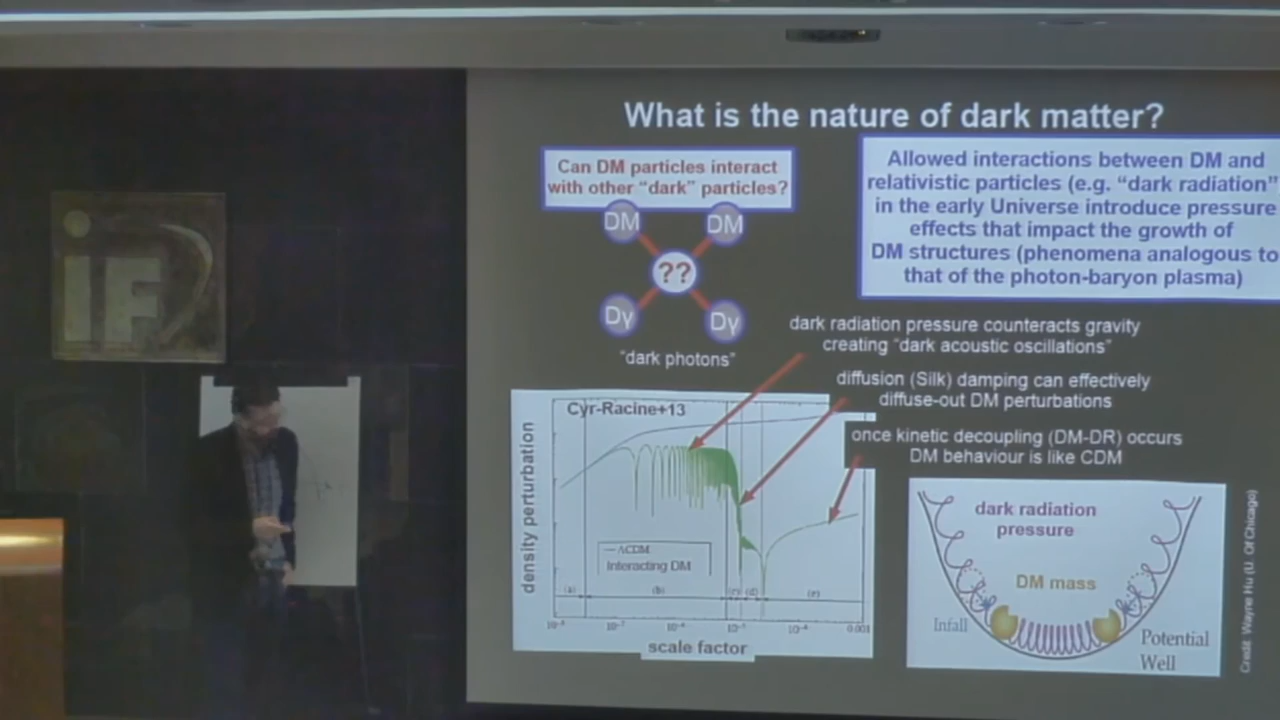 What is the nature of dark matter?
Can DM particles interact
with other "dark" particles?
DM DM
??
Dγ Dγ
"dark photons"
Allowed interactions between DM and
relativistic particles (e.g. "dark radiation"
in the early Universe introduce pressure
effects that impact the growth of
DM structures (phenomena analogous to
that of the photon-baryon plasma)
dark radiation pressure counteracts gravity
creating "dark acoustic oscillations"
diffusion (Silk) damping can effectively
diffuse-out DM perturbations
once kinetic decoupling (DM-DR) occurs
DM behaviour is like CDM
Cyr-Racine+13
density perturbation
ΛCDM
Interacting DM
(a) (b) (c) (d) (e)
0.001
scale factor
dark radiation
pressure
DM mass
Infall
Potential
Well
Credit: Wayne Hu (U. Of Chicago)
iF